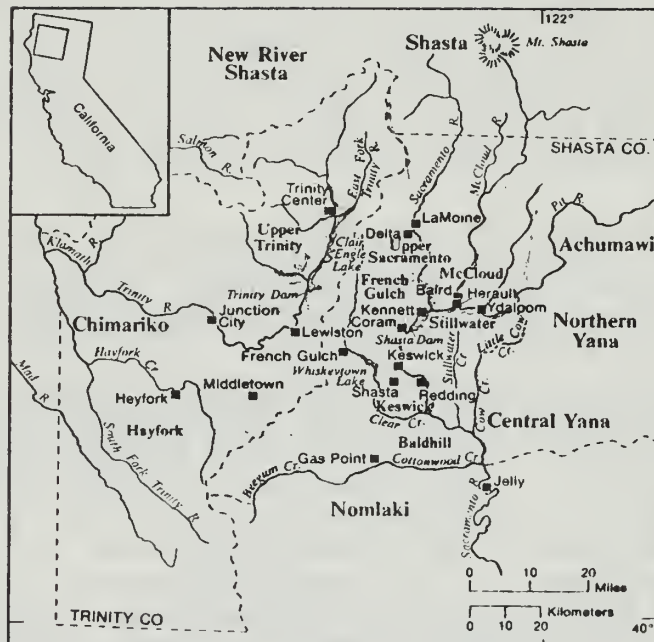 122°
New River
Shasta
Shasta
Mt. Shasta
California
Salmon
R.
East Fork
Trinity R.
Sacramento R.
McCloud R.
SHASTA CO.
Trinity
Center
LaMoine
Pit R.
Upper
Trinity
Delta
Upper
Sacramento
Achumawi
Klamath
R.
Clair
Engle
Lake
McCloud
French
Gulch
Baird
Herault
Trinity R.
Trinity Dam
Ydalpom
Chimariko
Junction
City
Kennett
Stillwater
Northern
Yana
Lewiston
Coram
Shasta Dam
Little Cow
Cr.
French Gulch
Keswick
Stillwater
Cr.
Hayfork Cr.
Whiskeytown
Lake
Mad R.
Middletown
Shasta
Redding
Cow Cr.
Heyfork
Keswick
Clear Cr.
Central Yana
Hayfork
Baldhill
South Fork Trinity R.
Gas Point
Cottonwood Cr.
Beegum Cr.
Jelly
Nomlaki
Sacramento R.
0 10 20
Miles
TRINITY CO
Kilometers
0 10 20
40°